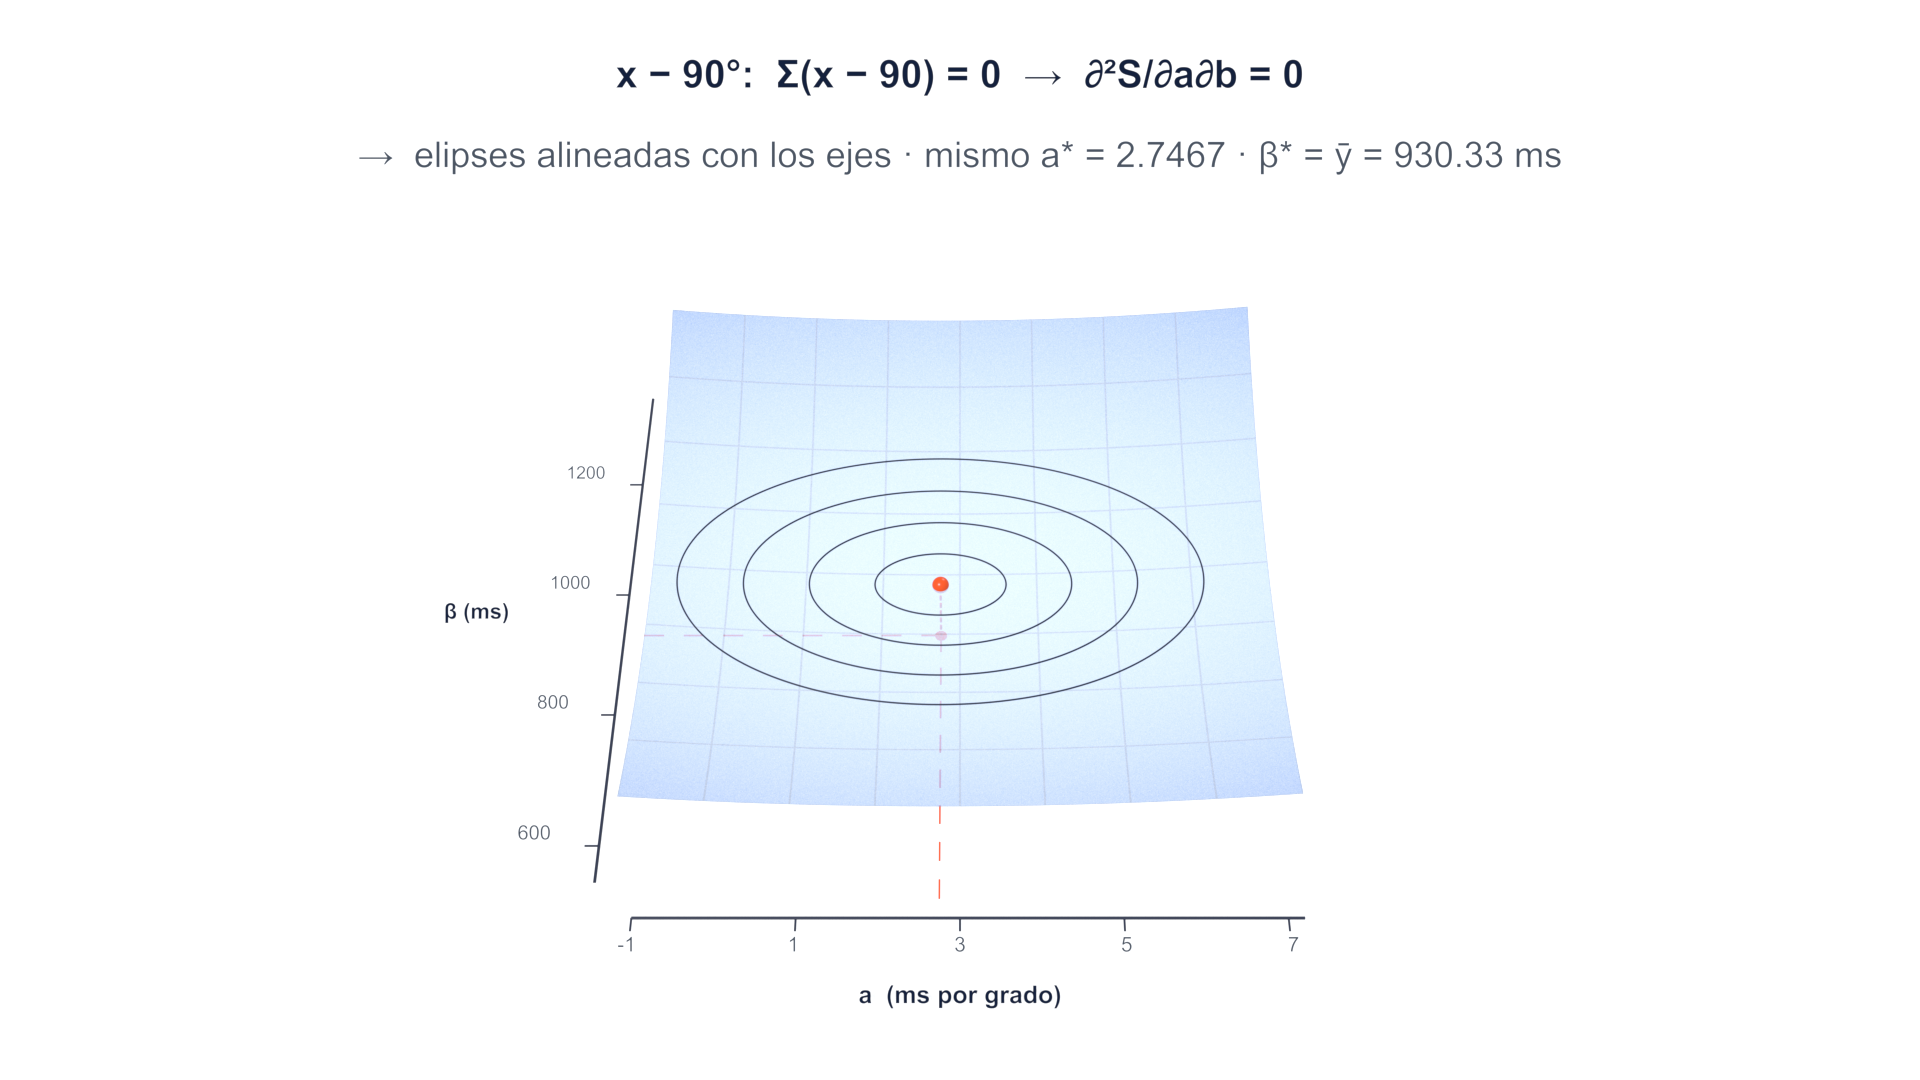 x − 90°:  Σ(x − 90) = 0  →  ∂²S/∂a∂b = 0
→  elipses alineadas con los ejes · mismo a* = 2.7467 · β* = ȳ = 930.33 ms
1200
1000
β (ms)
800
600
-1 1 3 5 7
a  (ms por grado)